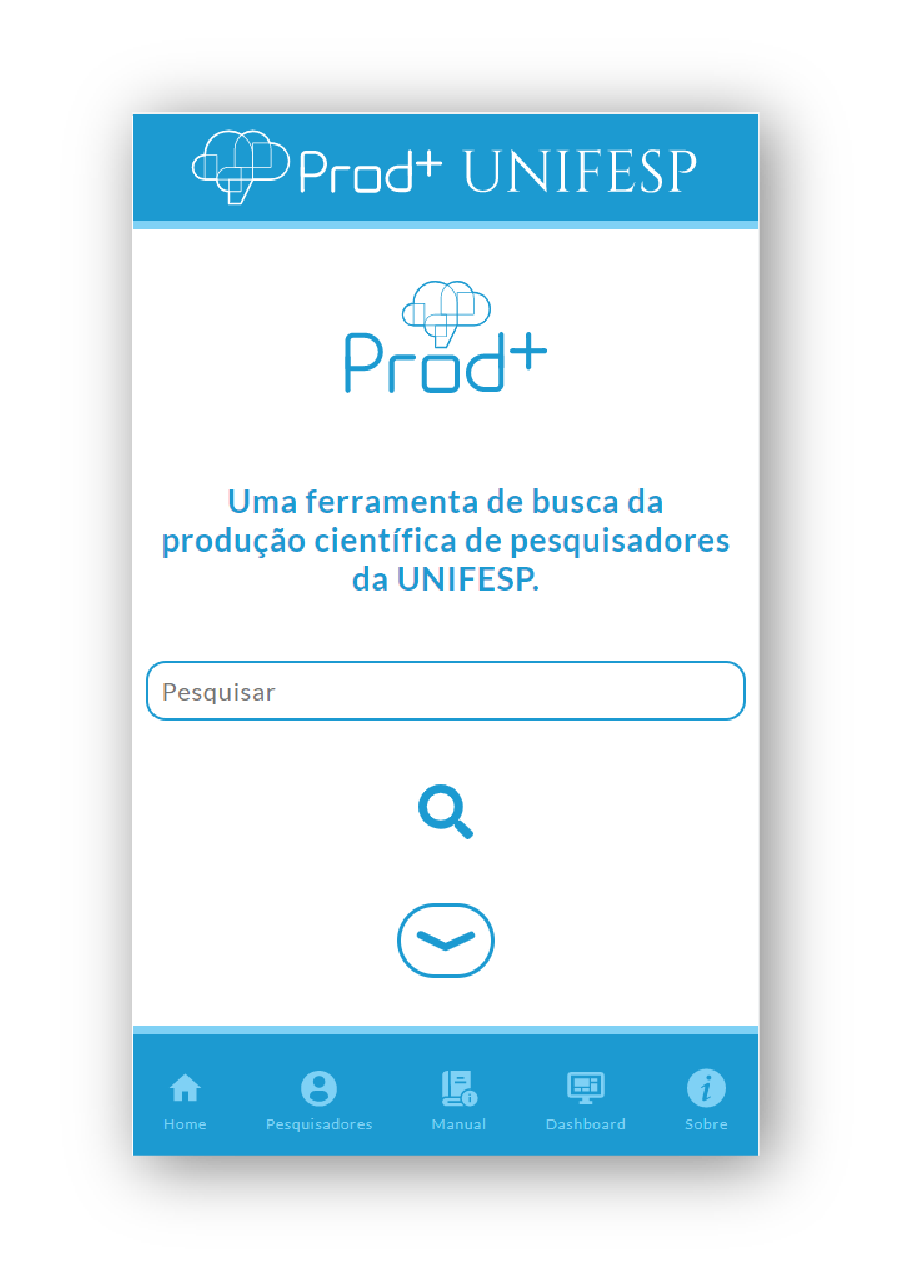 Prod+ UNIFESP
Prod+
Uma ferramenta de busca da
produção científica de pesquisadores
da UNIFESP.
Pesquisar
Home Pesquisadores Manual Dashboard Sobre